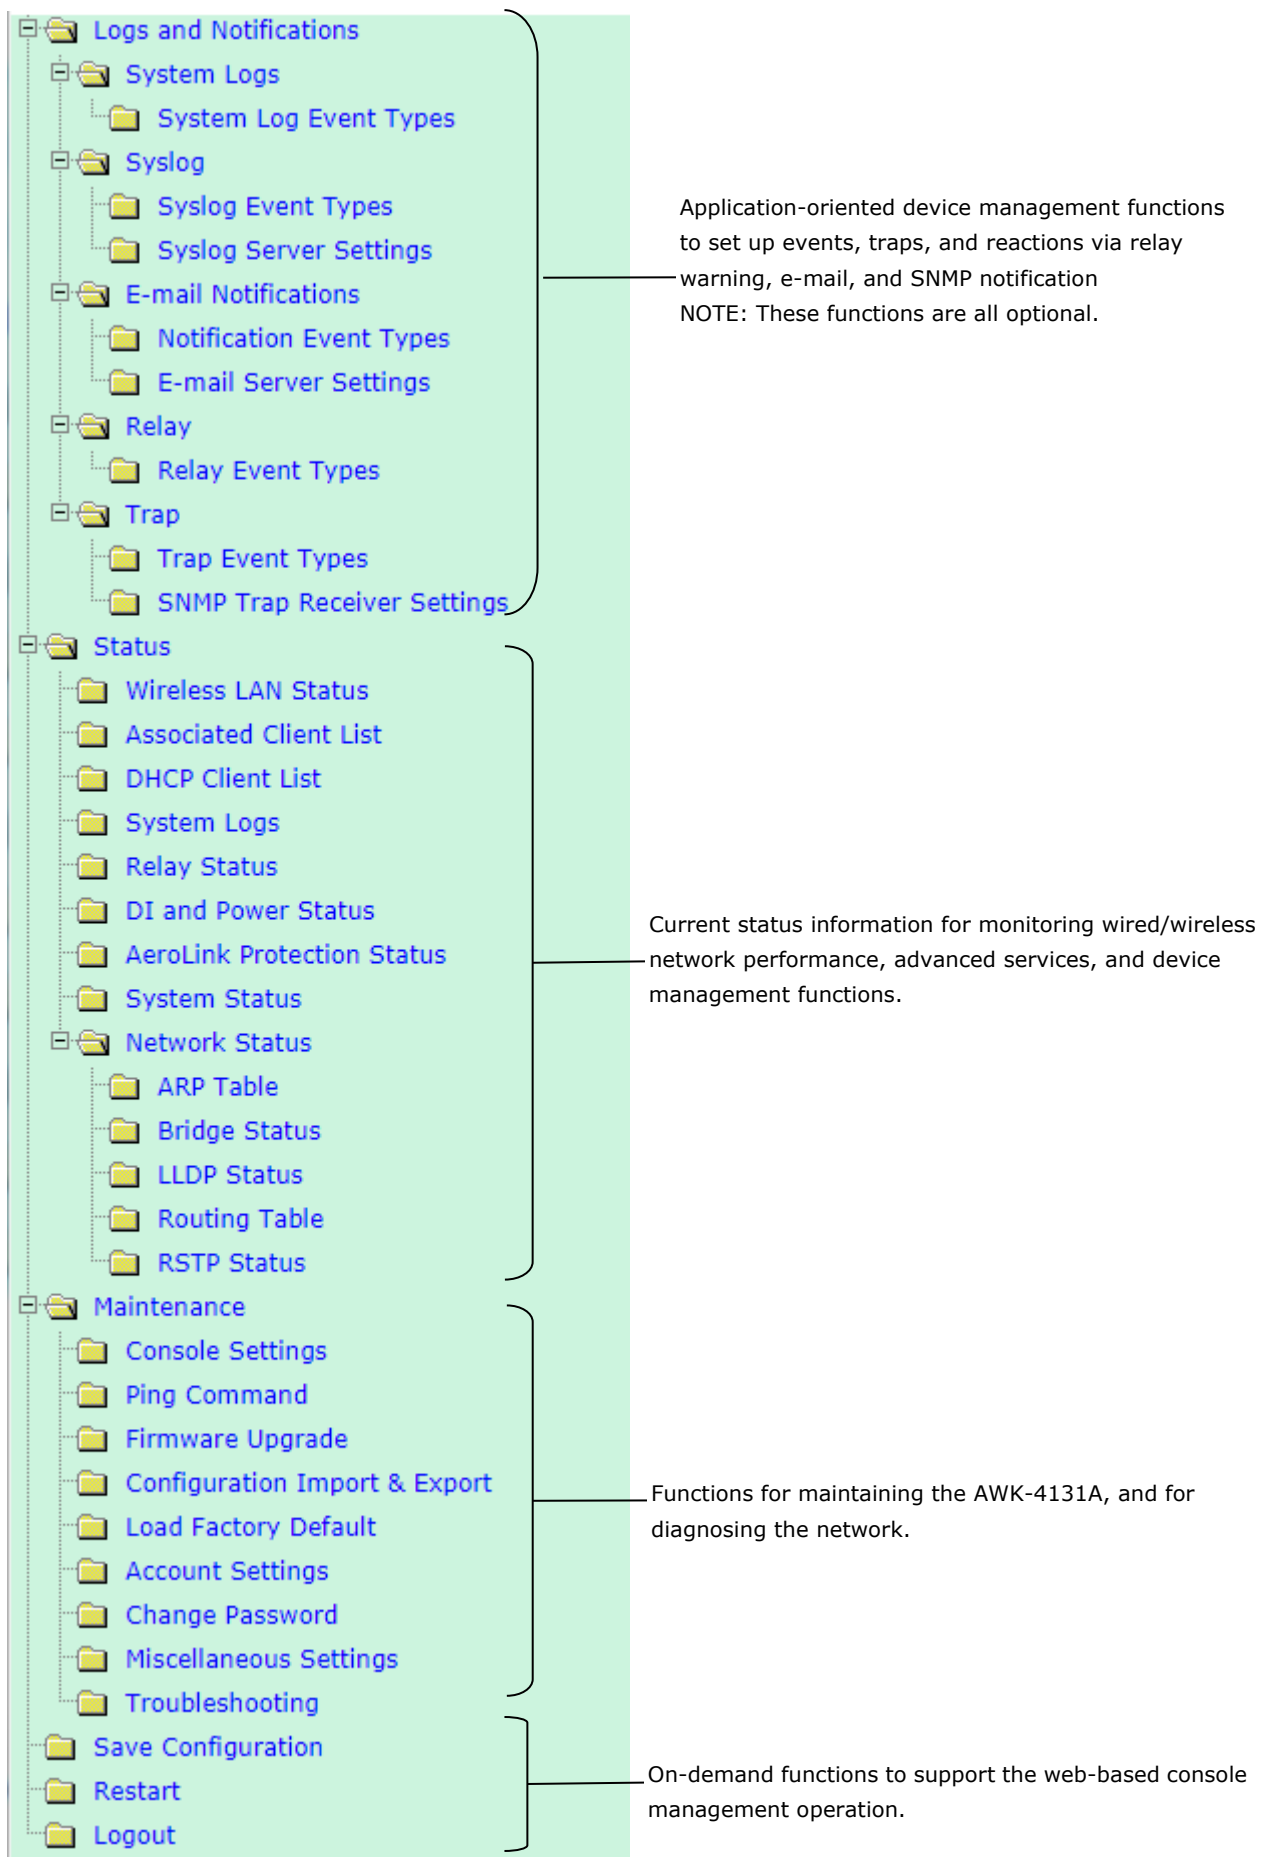 Logs and Notifications
System Logs
System Log Event Types
Syslog
Syslog Event Types
Syslog Server Settings
E-mail Notifications
Notification Event Types
E-mail Server Settings
Relay
Relay Event Types
Trap
Trap Event Types
SNMP Trap Receiver Settings
Application-oriented device management functions
to set up events, traps, and reactions via relay
warning, e-mail, and SNMP notification
NOTE: These functions are all optional.
Status
Wireless LAN Status
Associated Client List
DHCP Client List
System Logs
Relay Status
DI and Power Status
AeroLink Protection Status
System Status
Network Status
ARP Table
Bridge Status
LLDP Status
Routing Table
RSTP Status
Current status information for monitoring wired/wireless
network performance, advanced services, and device
management functions.
Maintenance
Console Settings
Ping Command
Firmware Upgrade
Configuration Import & Export
Load Factory Default
Account Settings
Change Password
Miscellaneous Settings
Troubleshooting
Functions for maintaining the AWK-4131A, and for
diagnosing the network.
Save Configuration
Restart
Logout
On-demand functions to support the web-based console
management operation.